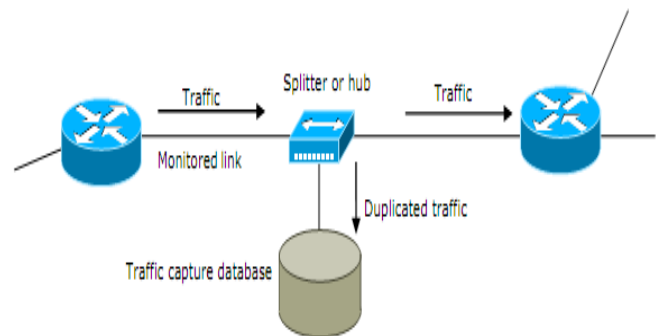 Splitter or hub
Traffic
Traffic
Monitored link
Duplicated traffic
Traffic capture database